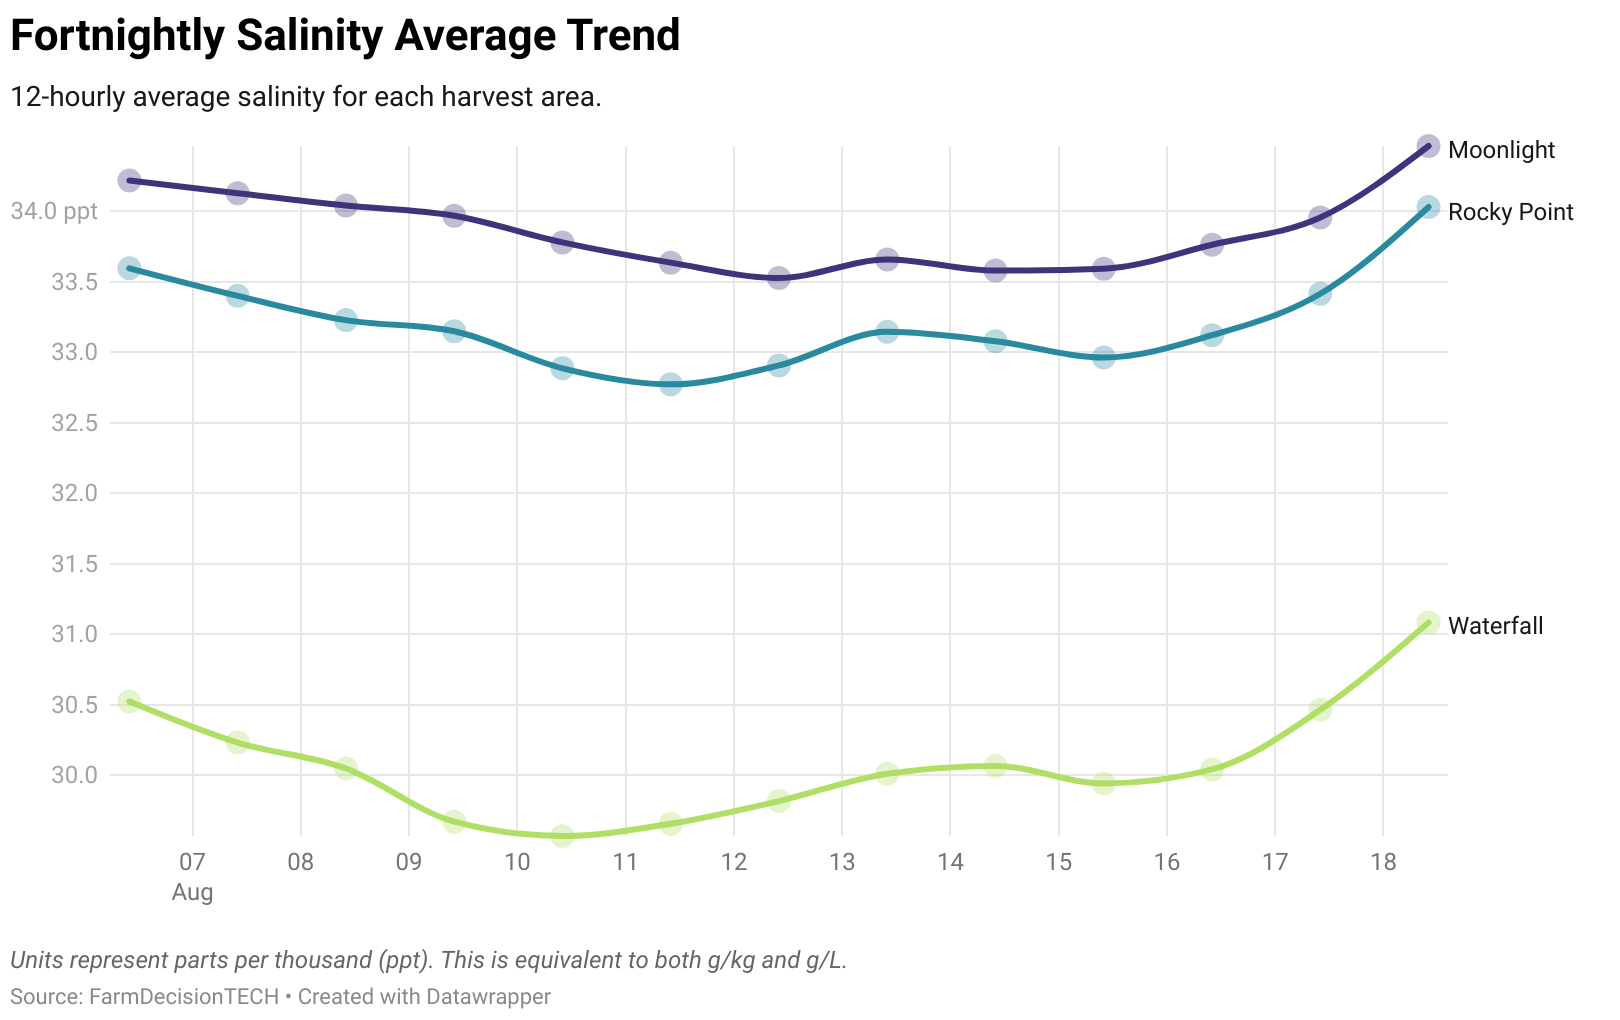 Fortnightly Salinity Average Trend
12-hourly average salinity for each harvest area.
Moonlight
34.0 ppt
Rocky Point
33.5
33.0
32.5
32.0
31.5
31.0
Waterfall
30.5
30.0
07 08 09 10 11 12 13 14 15 16 17 18
Aug
Units represent parts per thousand (ppt). This is equivalent to both g/kg and g/L.
Source: FarmDecisionTECH • Created with Datawrapper